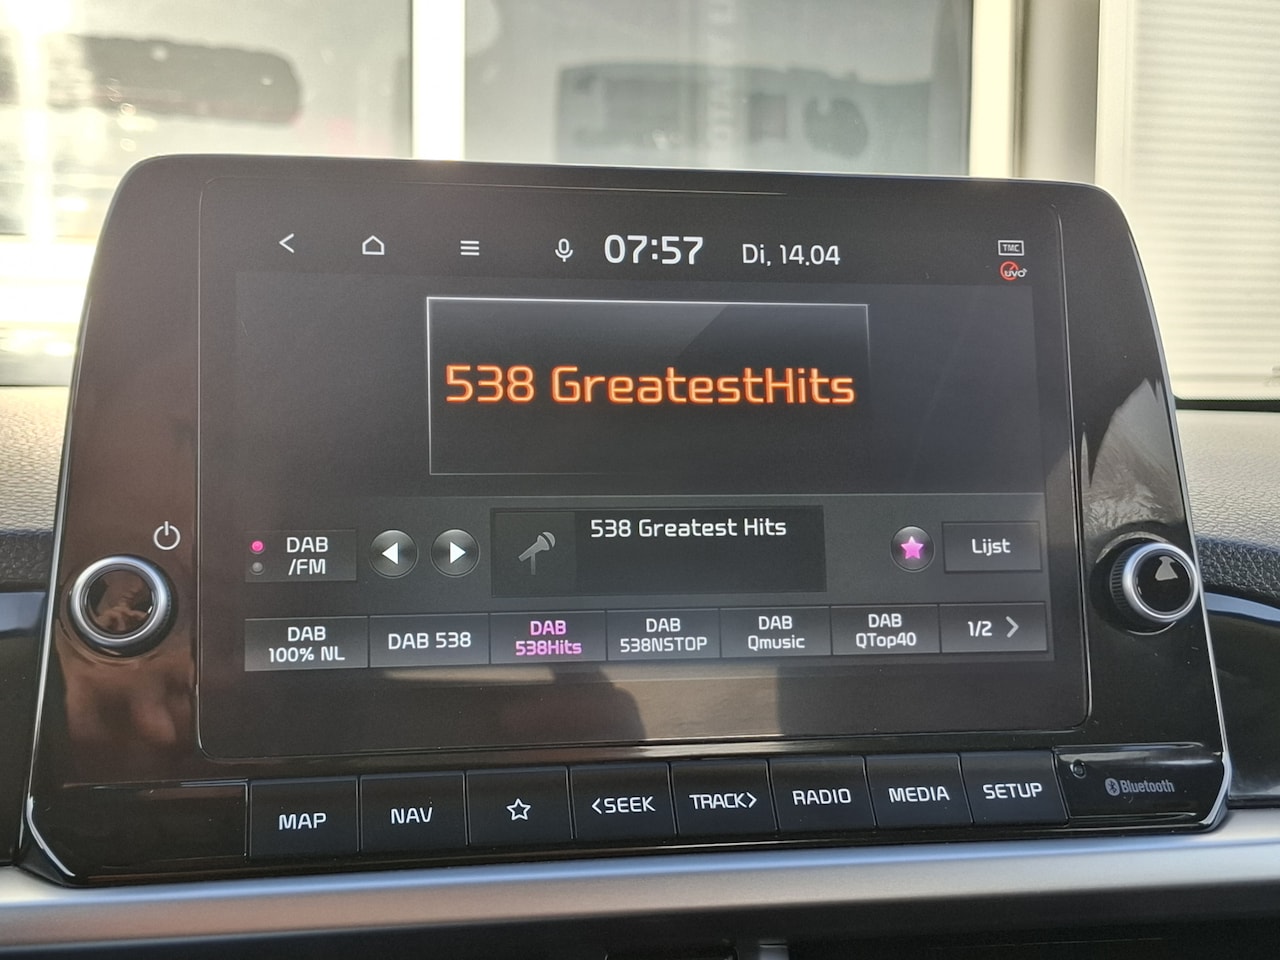 07:57 Di, 14.04
TMC
UVO
538 GreatestHits
DAB
/FM
538 Greatest Hits
Lijst
DAB
100% NL
DAB 538
DAB
538Hits
DAB
538NSTOP
DAB
Qmusic
DAB
QTop40
1/2
MAP
NAV
<SEEK
TRACK>
RADIO
MEDIA
SETUP
Bluetooth